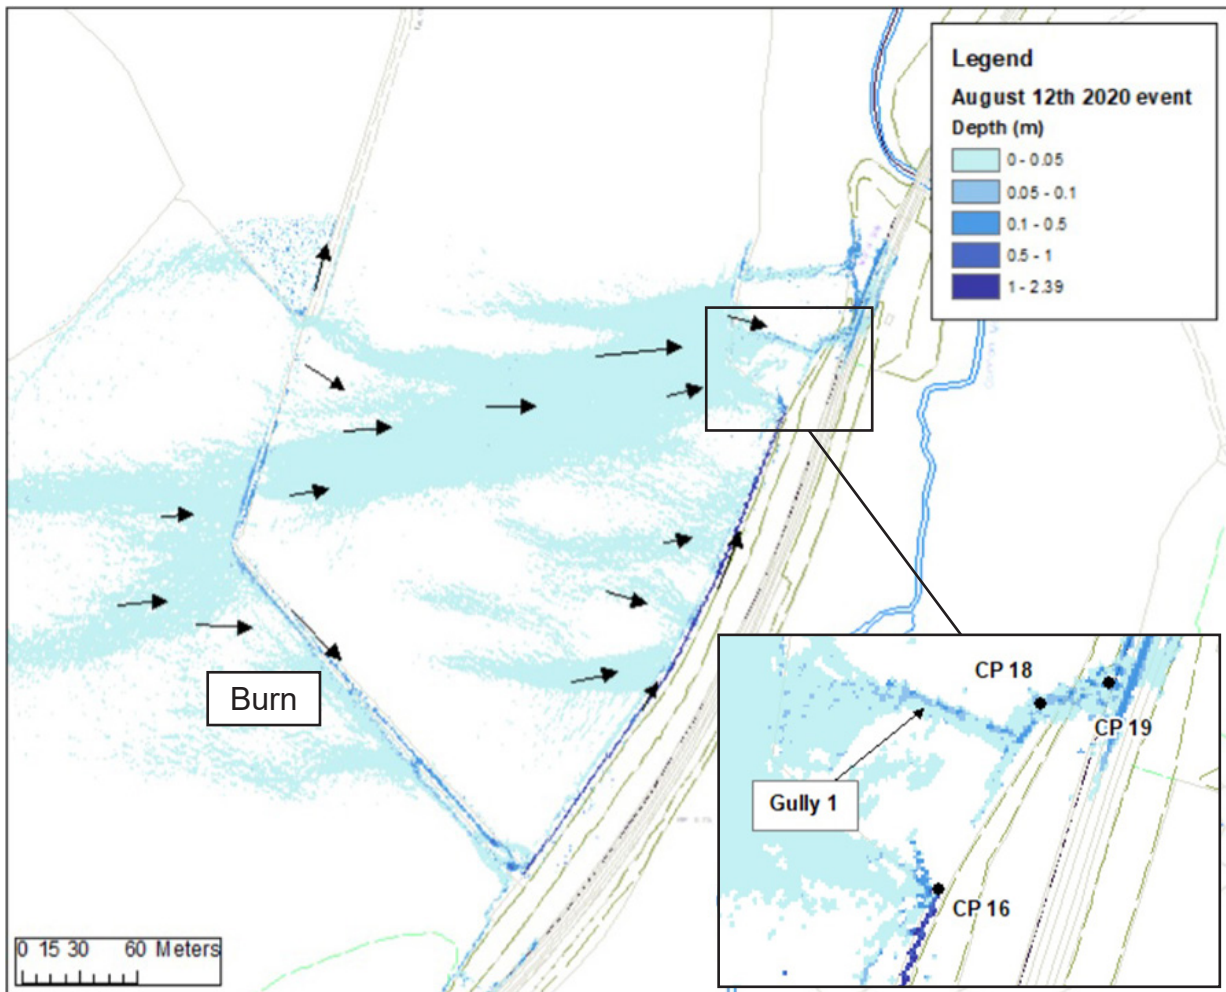 Legend
August 12th 2020 event
Depth (m)
0 - 0.05
0.05 - 0.1
0.1 - 0.5
0.5 - 1
1 - 2.39
Burn
CP 18
CP 19
Gully 1
CP 16
0 15 30 60 Meters